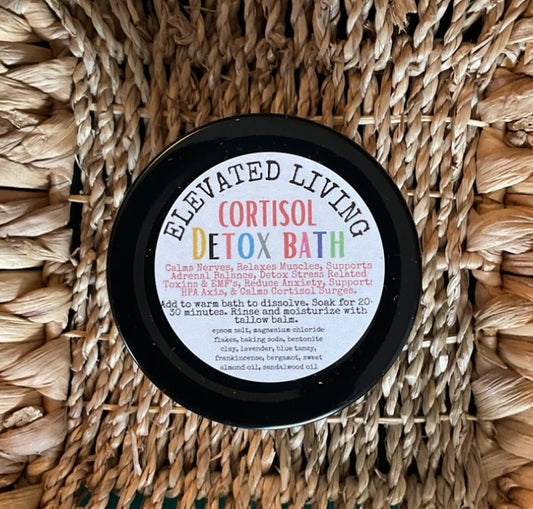 ELEVATED LIVING
CORTISOL
DETOX BATH
Calms Nerves, Relaxes Muscles, Supports
Adrenal Balance, Detox Stress Related
Toxins & EMF's, Reduce Anxiety, Support
HPA Axis, & Calms Cortisol Surges.
Add to warm bath to dissolve. Soak for 20-
30 minutes. Rinse and moisturize with
tallow balm.
epsom salt, magnesium chloride
flakes, baking soda, bentonite
clay, lavender, blue tansy,
frankincense, bergamot, sweet
almond oil, sandalwood oil